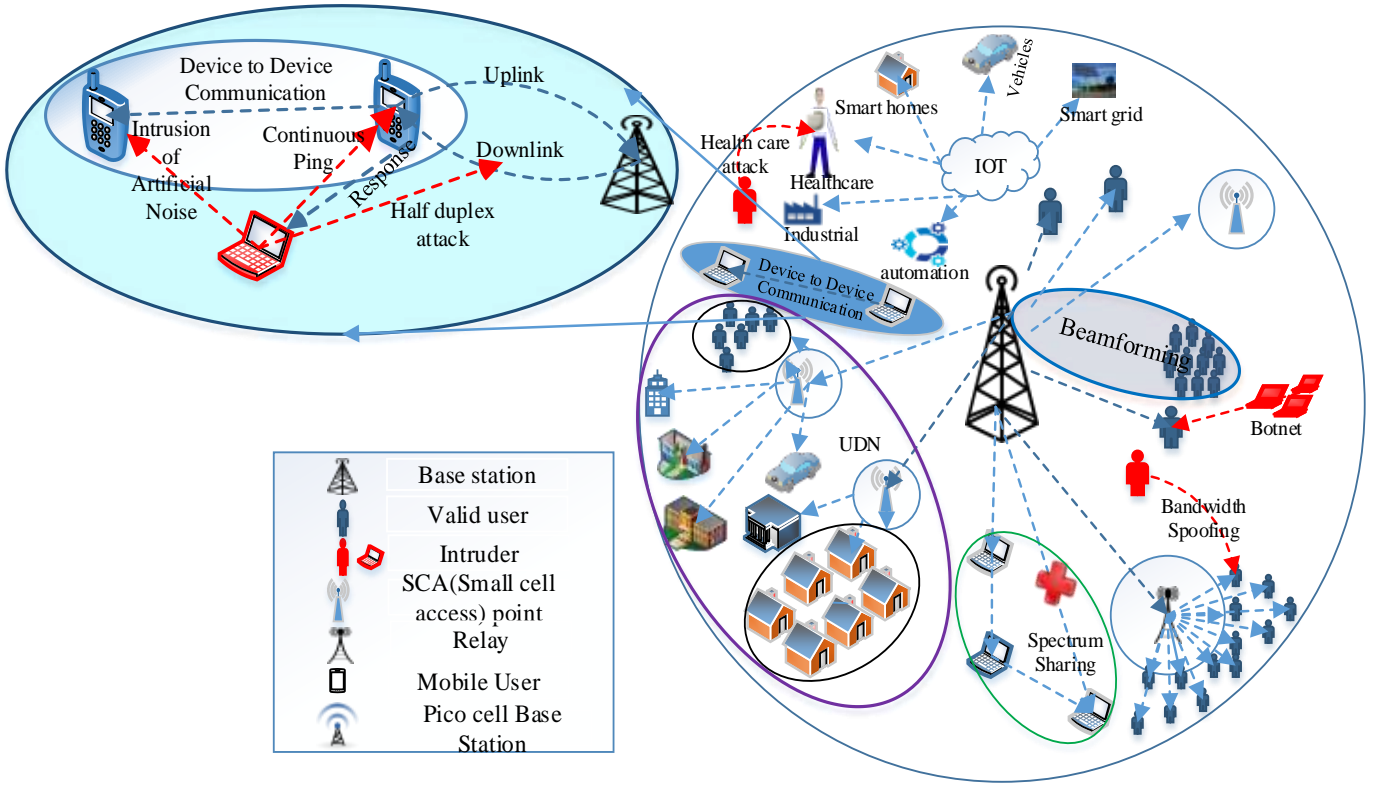 Device to Device
Communication
Uplink
Intrusion
of
Artificial
Noise
Continuous
Ping
Response
Downlink
Half duplex
attack
Vehicles
Smart homes
Smart grid
Health care
attack
IOT
Healthcare
Industrial
automation
Device to Device
Communication
Beamforming
Botnet
UDN
Bandwidth
Spoofing
Spectrum
Sharing
Base station
Valid user
Intruder
SCA(Small cell
access) point
Relay
Mobile User
Pico cell Base
Station